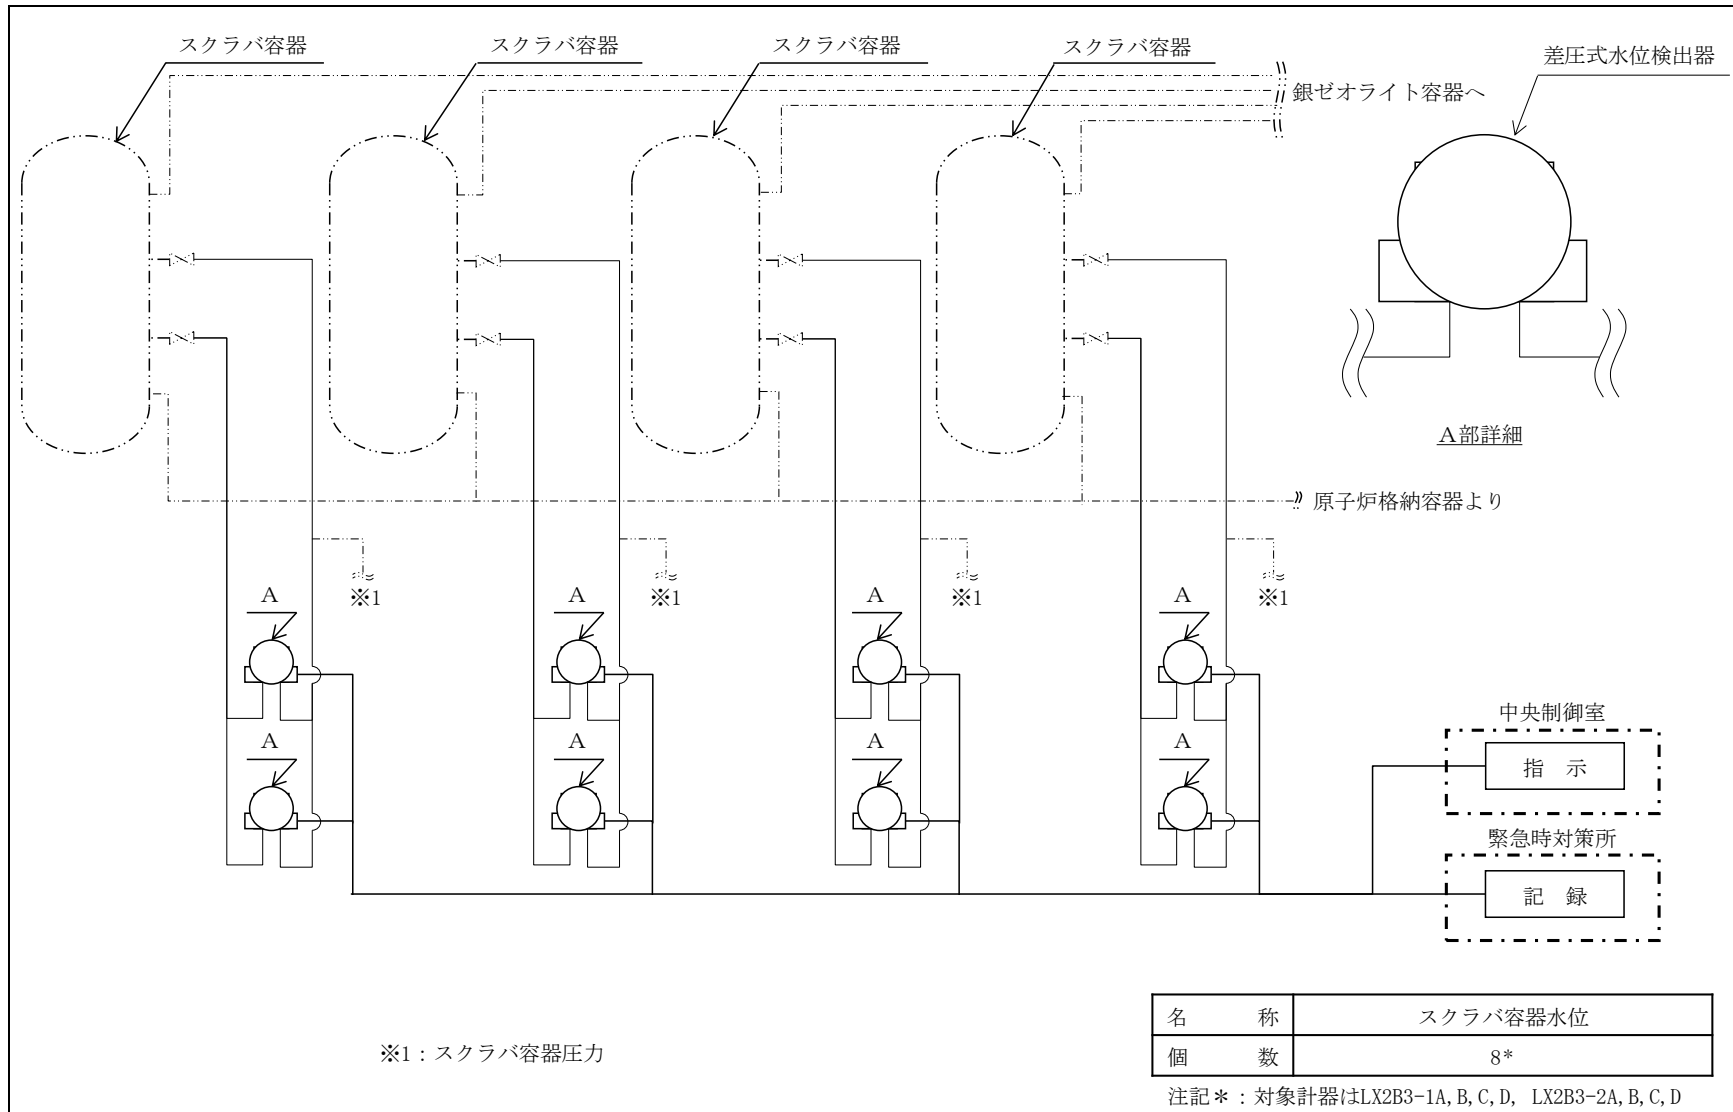 スクラバ容器
スクラバ容器
スクラバ容器
スクラバ容器
差圧式水位検出器
銀ゼオライト容器へ
A部詳細
原子炉格納容器より
※1
※1
※1
※1
A
A
A
A
A
A
A
A
中央制御室
指 示
緊急時対策所
記 録
名 称 スクラバ容器水位
個 数 8*
※1：スクラバ容器圧力
注記＊：対象計器はLX2B3-1A,B,C,D, LX2B3-2A,B,C,D